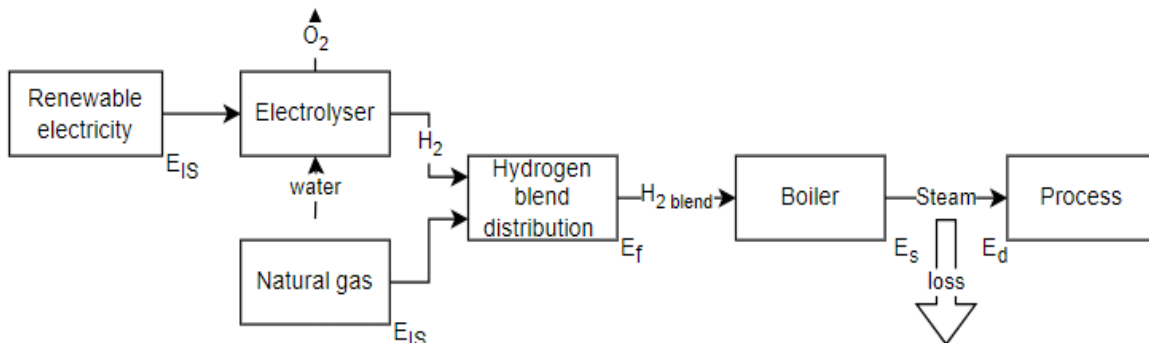 O2
Renewable
electricity
Electrolyser
EIS
H2
water
Hydrogen
blend
distribution
H2 blend
Boiler
Steam
Process
Ef
Es
Ed
Natural gas
loss
EIS